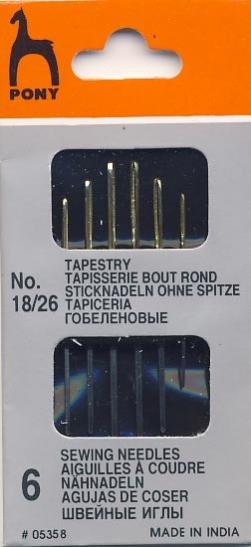 PONY
No.
18/26
TAPESTRY
TAPISSERIE BOUT ROND
STICKNADELN OHNE SPITZE
TAPICERIA
ГОБЕЛЕНОВЫЕ
6
SEWING NEEDLES
AIGUILLES À COUDRE
NÄHNADELN
AGUJAS DE COSER
ШВЕЙНЫЕ ИГЛЫ
# 05358
MADE IN INDIA